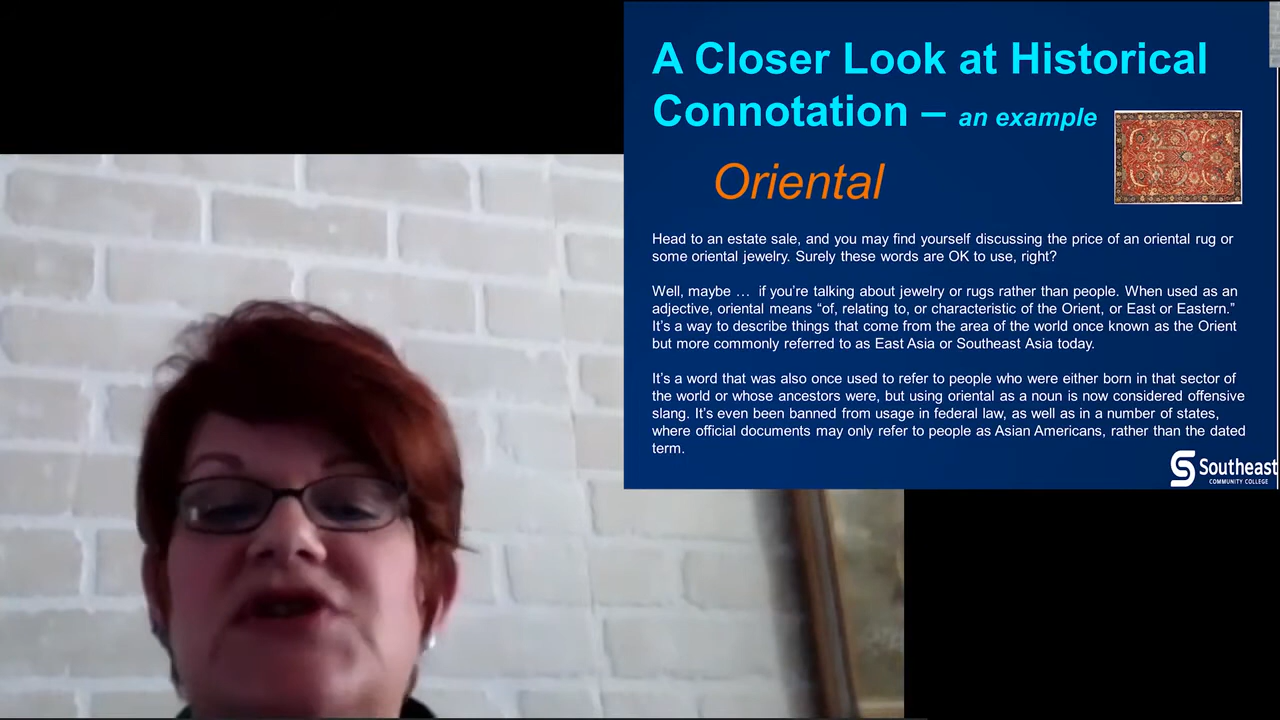 A Closer Look at Historical
Connotation – an example
Oriental
Head to an estate sale, and you may find yourself discussing the price of an oriental rug or
some oriental jewelry. Surely these words are OK to use, right?
Well, maybe … if you’re talking about jewelry or rugs rather than people. When used as an
adjective, oriental means “of, relating to, or characteristic of the Orient, or East or Eastern.”
It’s a way to describe things that come from the area of the world once known as the Orient
but more commonly referred to as East Asia or Southeast Asia today.
It’s a word that was also once used to refer to people who were either born in that sector of
the world or whose ancestors were, but using oriental as a noun is now considered offensive
slang. It’s even been banned from usage in federal law, as well as in a number of states,
where official documents may only refer to people as Asian Americans, rather than the dated
term.
Southeast
COMMUNITY COLLEGE